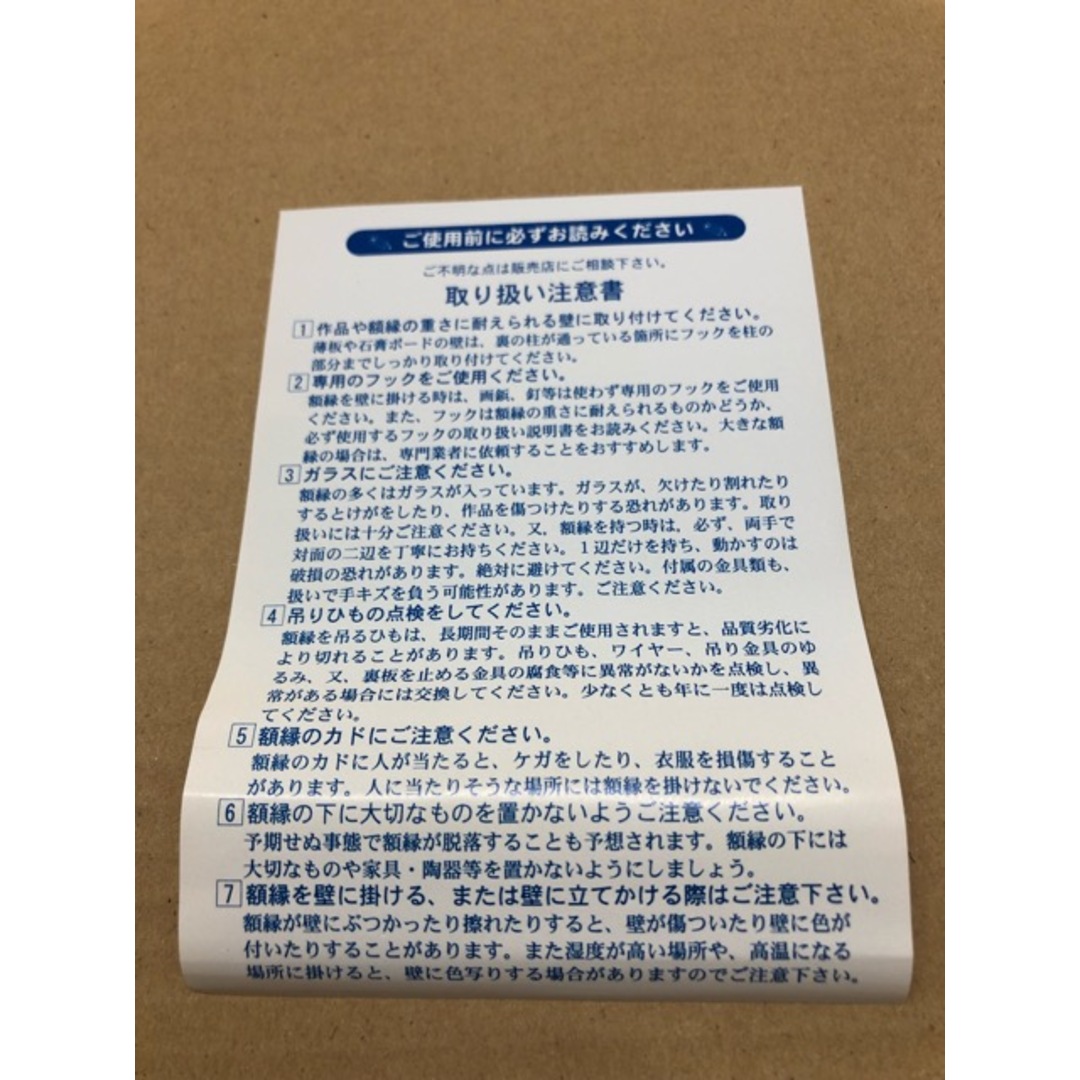 ご使用前に必ずお読みください
ご不明な点は販売店にご相談下さい。
取り扱い注意書
1 作品や額縁の重さに耐えられる壁に取り付けてください。
薄板や石膏ボードの壁は、裏の柱が通っている箇所にフックを柱の
部分までしっかり取り付けてください。
2 専用のフックをご使用ください。
額縁を壁に掛ける時は、画鋲、釘等は使わず専用のフックをご使用
ください。また、フックは額縁の重さに耐えられるものかどうか、
必ず使用するフックの取り扱い説明書をお読みください。大きな額
縁の場合は、専門業者に依頼することをおすすめします。
3 ガラスにご注意ください。
額縁の多くはガラスが入っています。ガラスが、欠けたり割れたり
するとけがをしたり、作品を傷つけたりする恐れがあります。取り
扱いには十分ご注意ください。又、額縁を持つ時は、必ず、両手で
対面の二辺を丁寧にお持ちください。1辺だけを持ち、動かすのは
破損の恐れがあります。絶対に避けてください。付属の金具類も、
扱いで手キズを負う可能性があります。ご注意ください。
4 吊りひもの点検をしてください。
額縁を吊るひもは、長期間そのままご使用されますと、品質劣化に
より切れることがあります。吊りひも、ワイヤー、吊り金具のゆ
るみ、又、裏板を止める金具の腐食等に異常がないかを点検し、異
常がある場合には交換してください。少なくとも年に一度は点検し
てください。
5 額縁のカドにご注意ください。
額縁のカドに人が当たると、ケガをしたり、衣服を損傷すること
があります。人に当たりそうな場所には額縁を掛けないでください。
6 額縁の下に大切なものを置かないようご注意ください。
予期せぬ事態で額縁が脱落することも予想されます。額縁の下には
大切なものや家具・陶器等を置かないようにしましょう。
7 額縁を壁に掛ける、または壁に立てかける際はご注意下さい。
額縁が壁にぶつかったり擦れたりすると、壁が傷ついたり壁に色が
付いたりすることがあります。また湿度が高い場所や、高温になる
場所に掛けると、壁に色写りする場合がありますのでご注意下さい。